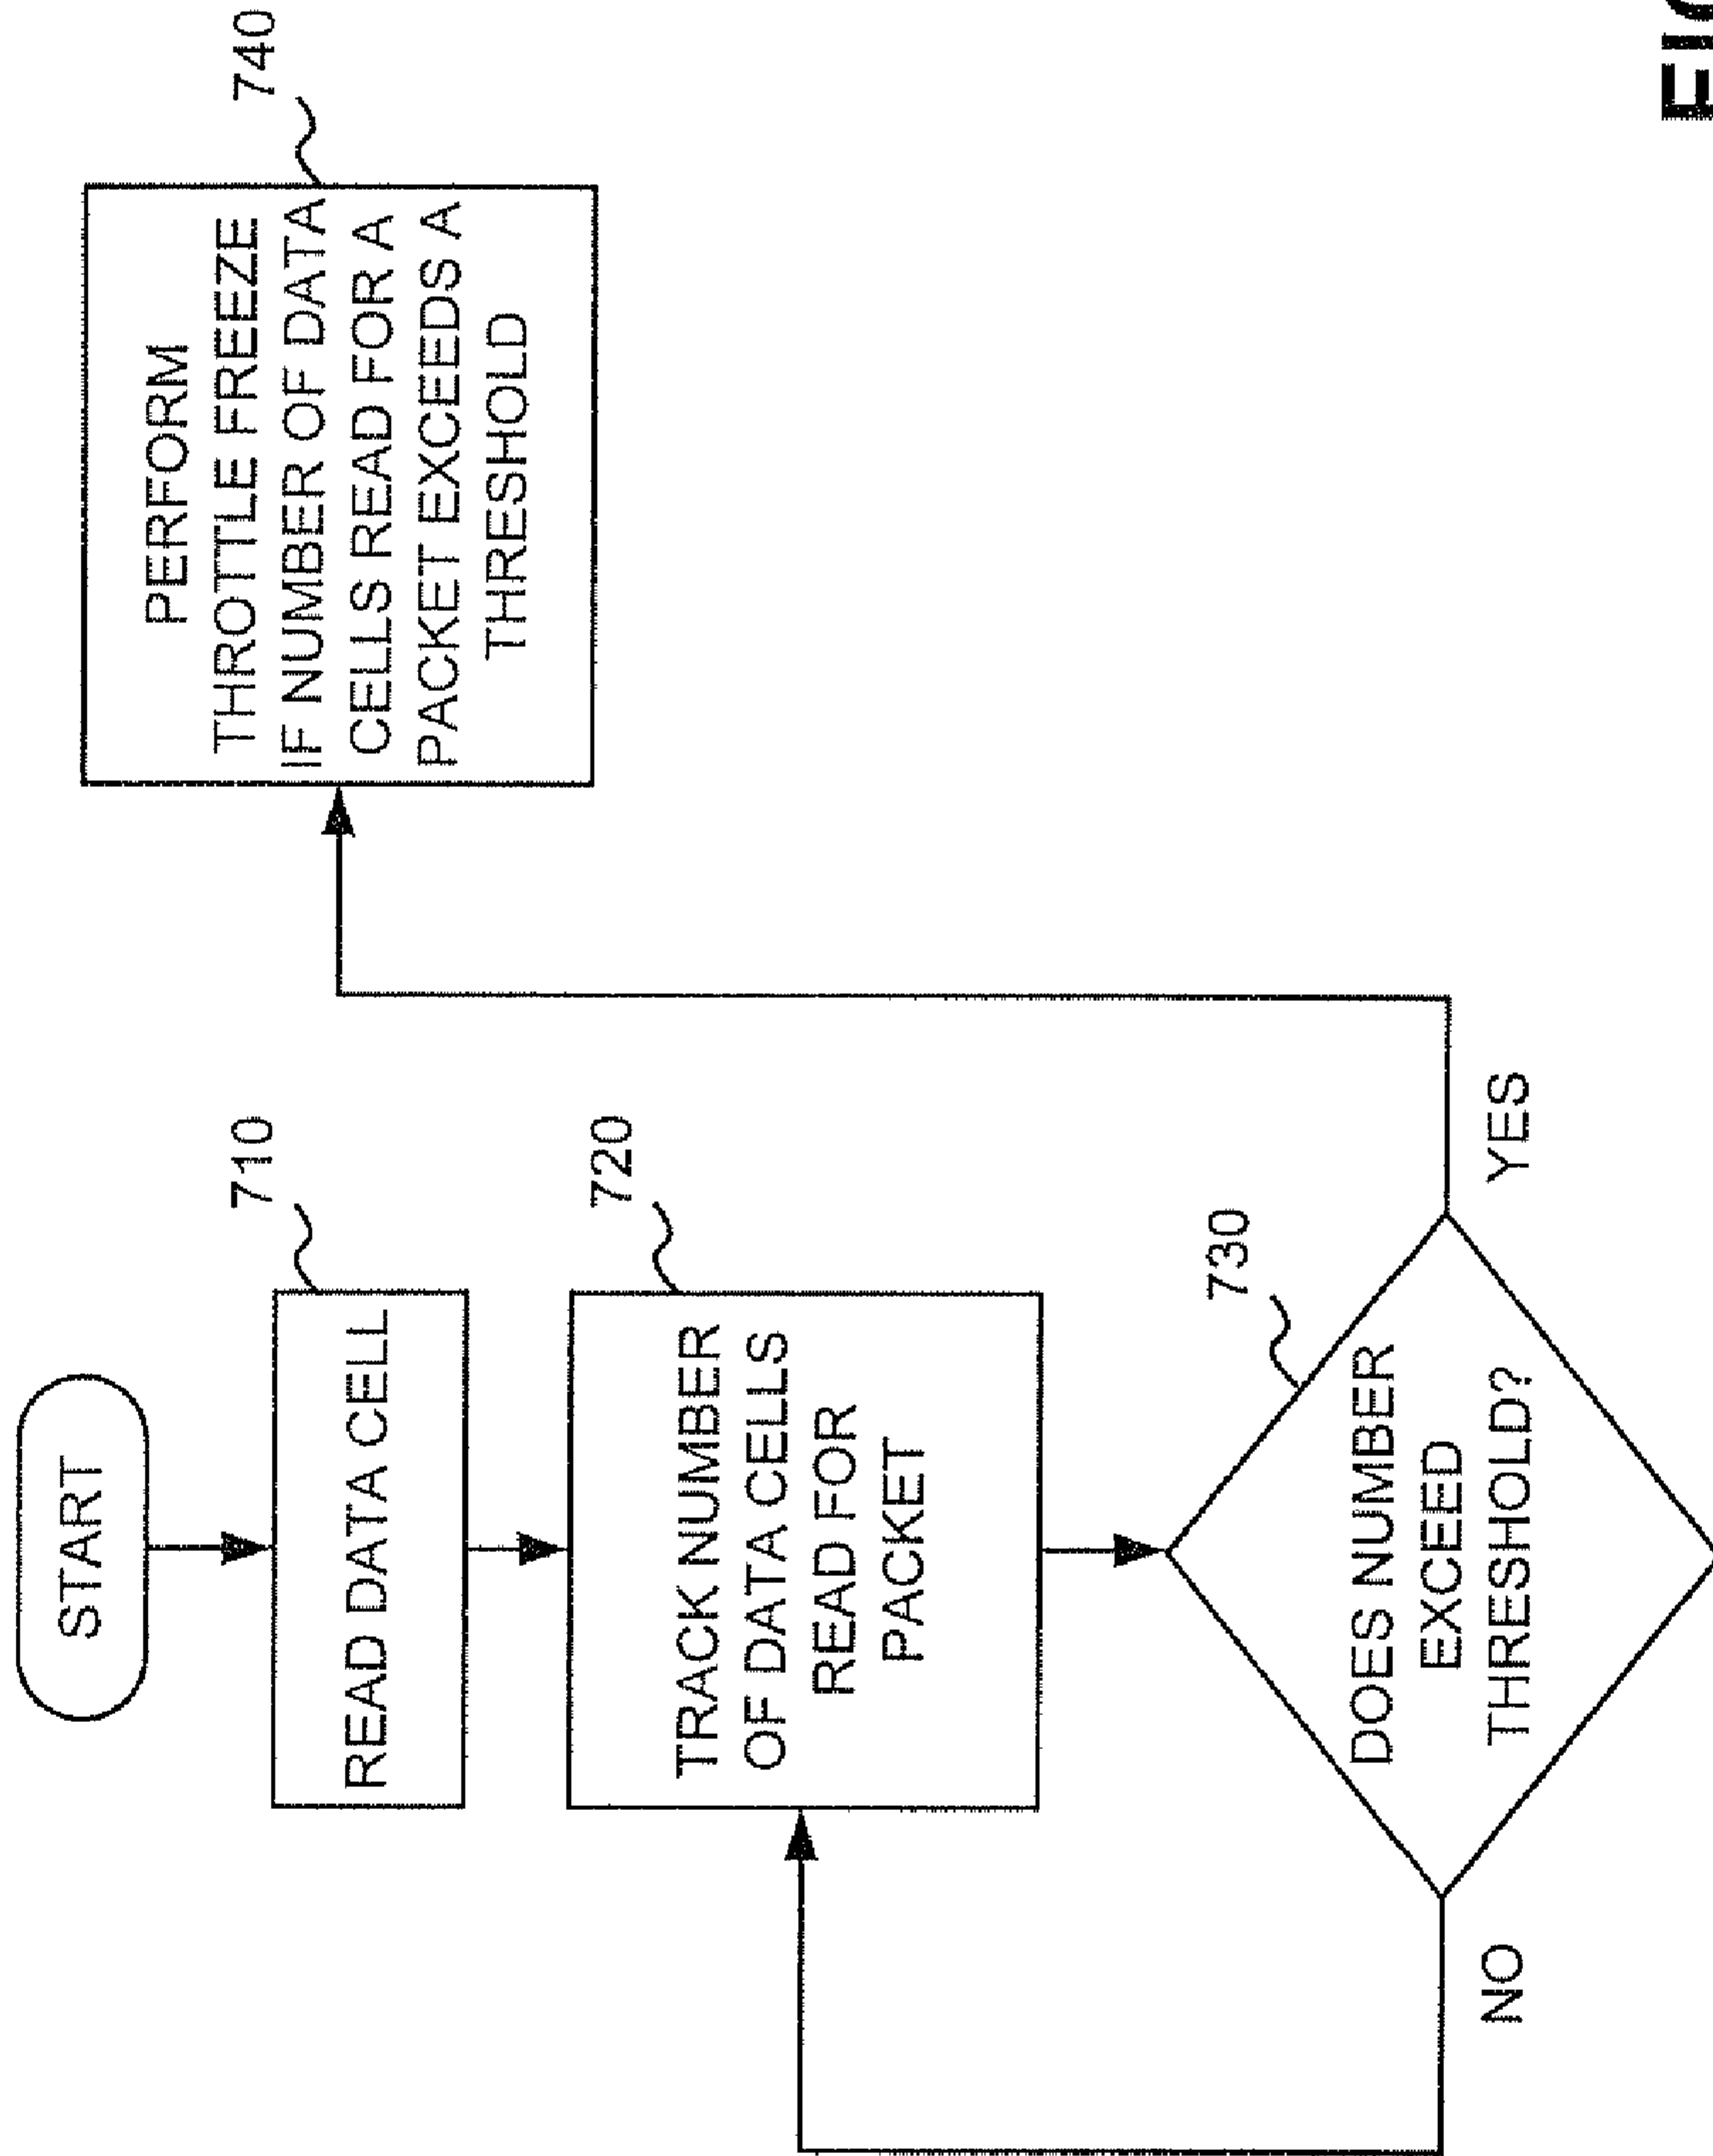 START
710
READ DATA CELL
720
TRACK NUMBER
OF DATA CELLS
READ FOR
PACKET
730
DOES NUMBER
EXCEED
THRESHOLD?
NO
YES
740
PERFORM
THROTTLE FREEZE
IF NUMBER OF DATA
CELLS READ FOR A
PACKET EXCEEDS A
THRESHOLD